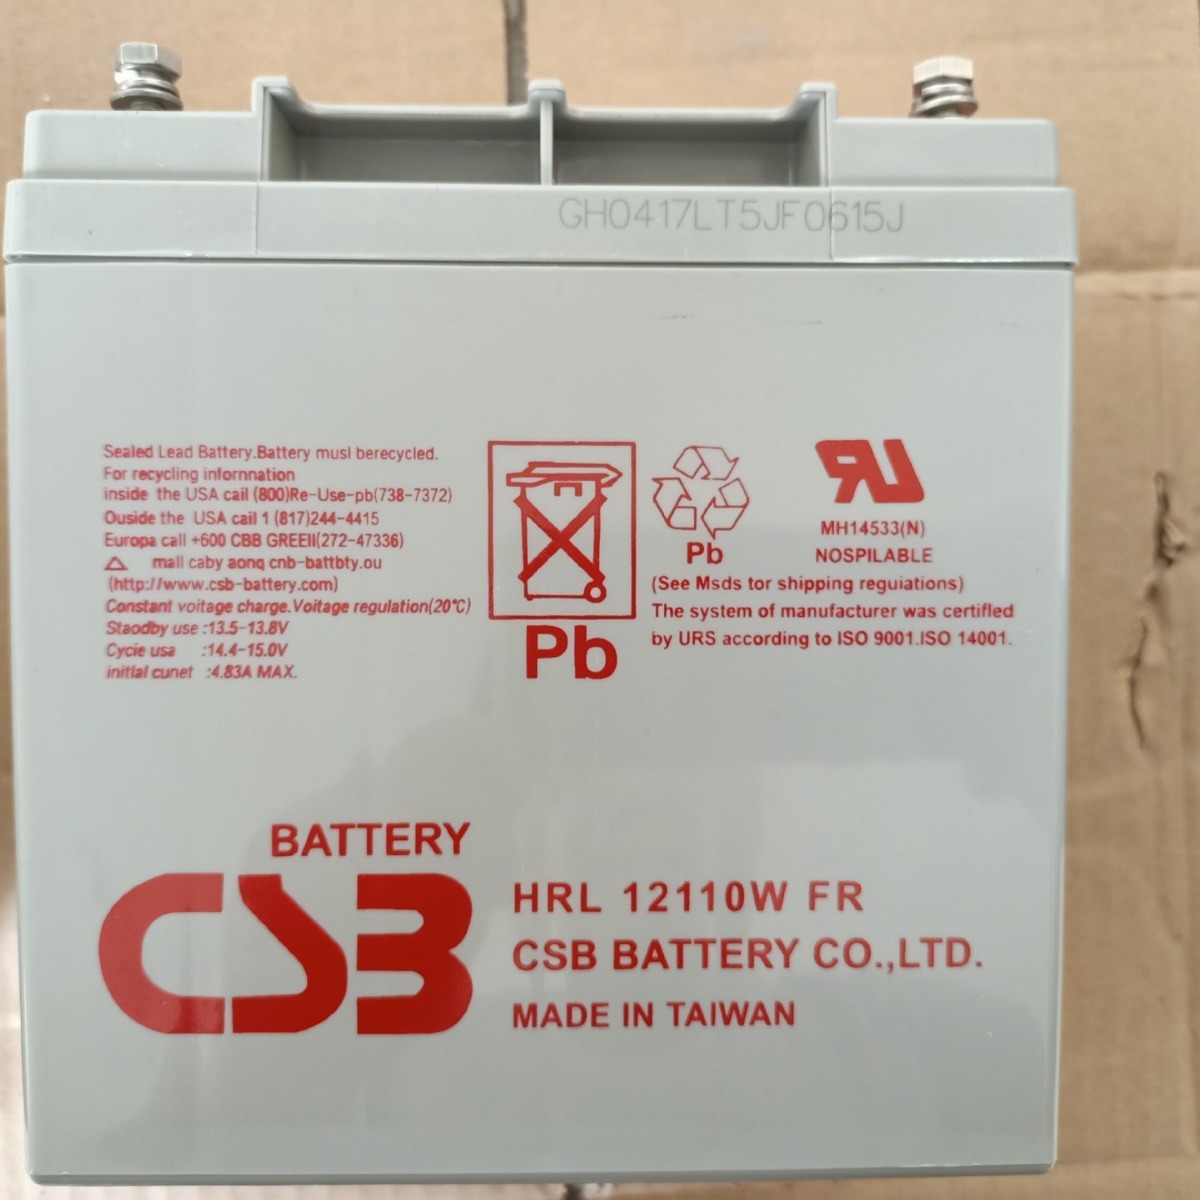 GH0417LT5JF0615J
Sealed Lead Battery.Battery musl berecycled.
For recycling infornnation
inside the USA cail (800)Re-Use-pb(738-7372)
Ouside the USA cail 1 (817)244-4415
Europa call +600 CBB GREEII(272-47336)
mall caby aonq cnb-battbty.ou
(http://www.csb-battery.com)
Constant voitage charge.Voitage regulation(20℃)
Staodby use :13.5-13.8V
Cycie usa :14.4-15.0V
initlal cunet :4.83A MAX.
Pb
Pb
MH14533(N)
NOSPILABLE
(See Msds tor shipping reguiations)
The system of manufacturer was certifled
by URS according to ISO 9001.ISO 14001.
BATTERY
CSB
HRL 12110W FR
CSB BATTERY CO.,LTD.
MADE IN TAIWAN